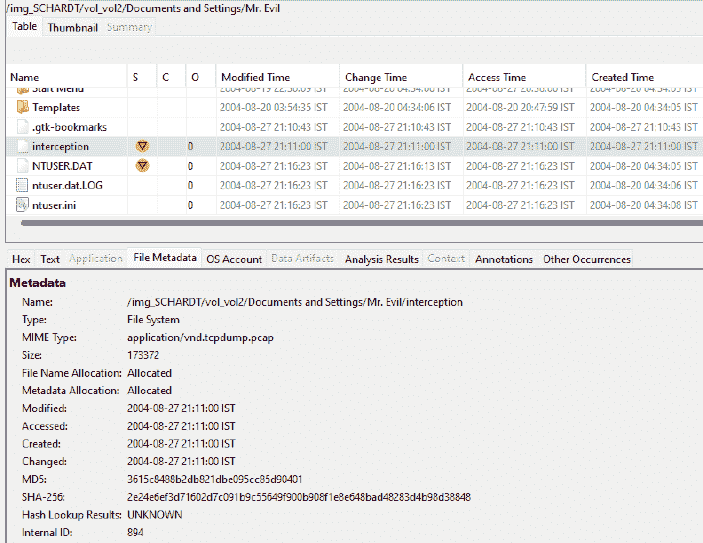 /img_SCHARDT/vol_vol2/Documents and Settings/Mr. Evil
Table Thumbnail Summary
Name S C O Modified Time Change Time Access Time Created Time
Start Menu
Templates 2004-08-20 03:54:35 IST 2004-08-20 04:34:06 IST 2004-08-20 20:47:59 IST 2004-08-20 04:34:05 IST
.gtk-bookmarks 0 2004-08-27 21:10:43 IST 2004-08-27 21:10:43 IST 2004-08-27 21:10:43 IST 2004-08-27 21:10:43 IST
interception 0 2004-08-27 21:11:00 IST 2004-08-27 21:11:00 IST 2004-08-27 21:11:00 IST 2004-08-27 21:11:00 IST
NTUSER.DAT 0 2004-08-27 21:16:23 IST 2004-08-27 21:16:13 IST 2004-08-27 21:16:23 IST 2004-08-20 04:34:05 IST
ntuser.dat.LOG 0 2004-08-27 21:16:23 IST 2004-08-27 21:16:23 IST 2004-08-27 21:16:23 IST 2004-08-20 04:34:06 IST
ntuser.ini 0 2004-08-27 21:16:23 IST 2004-08-27 21:16:23 IST 2004-08-27 21:16:23 IST 2004-08-20 04:34:08 IST
Hex Text Application File Metadata OS Account Data Artifacts Analysis Results Context Annotations Other Occurrences
Metadata
Name: /img_SCHARDT/vol_vol2/Documents and Settings/Mr. Evil/interception
Type: File System
MIME Type: application/vnd.tcpdump.pcap
Size: 173372
File Name Allocation: Allocated
Metadata Allocation: Allocated
Modified: 2004-08-27 21:11:00 IST
Accessed: 2004-08-27 21:11:00 IST
Created: 2004-08-27 21:11:00 IST
Changed: 2004-08-27 21:11:00 IST
MD5:
SHA-256:
Hash Lookup Results: UNKNOWN
Internal ID: 894